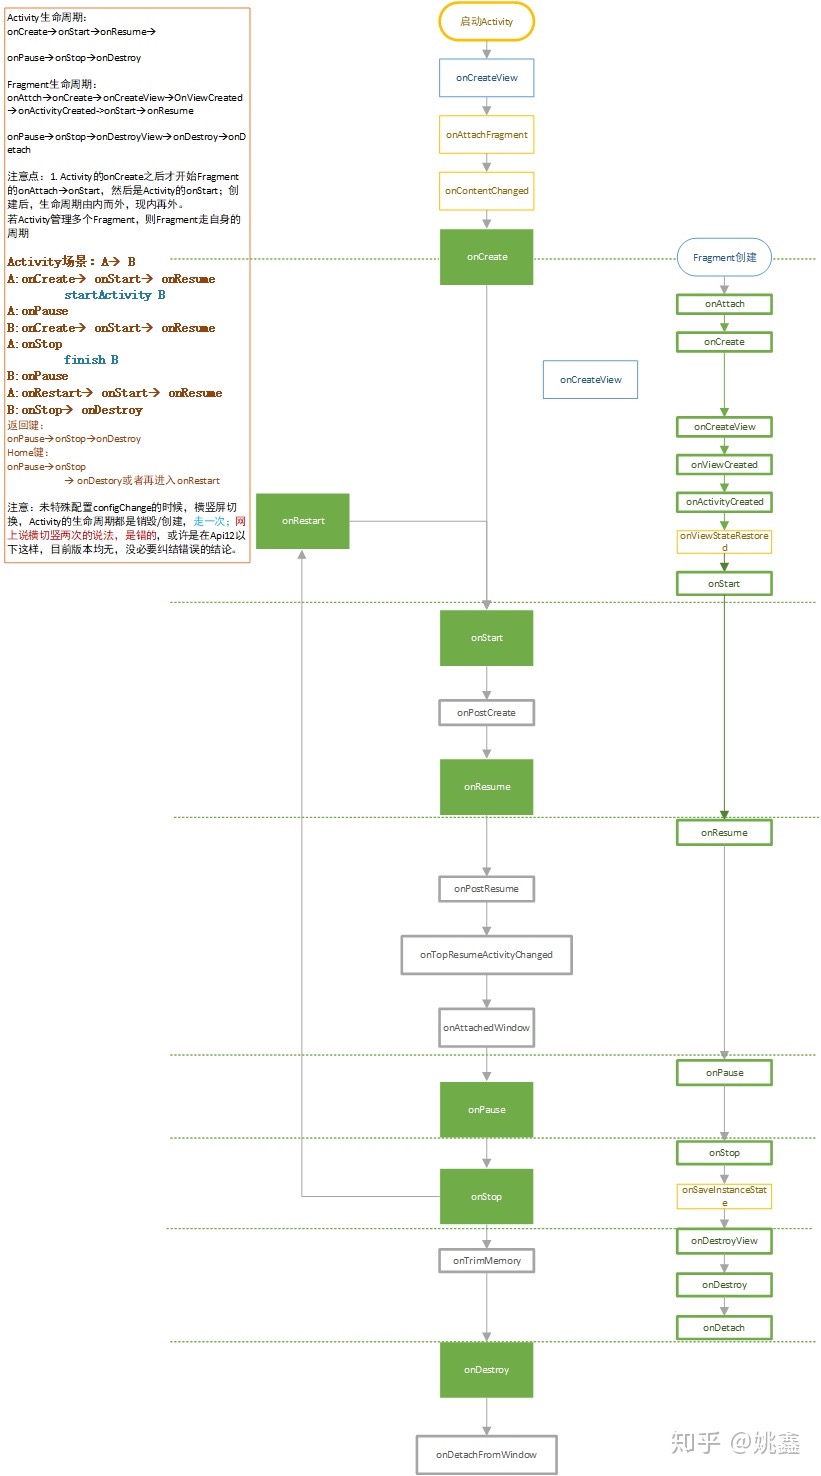 Activity生命周期：
onCreate→onStart→onResume→
onPause→onStop→onDestroy
Fragment生命周期：
onAttch→onCreate→onCreateView→OnViewCreated
→onActivityCreated->onStart→onResume
onPause→onStop→onDestroyView→onDestroy→onD
etach
注意点：1. Activity的onCreate之后才开始Fragment
的onAttach→onStart，然后是Activity的onStart；创
建后，生命周期由内而外，现内再外。
若Activity管理多个Fragment，则Fragment走自身的
周期
Activity场景：A→ B
A:onCreate→ onStart→ onResume
startActivity B
A:onPause
B:onCreate→ onStart→ onResume
A:onStop
finish B
B:onPause
A:onRestart→ onStart→ onResume
B:onStop→ onDestroy
返回键：
onPause→onStop→onDestroy
Home键：
onPause→onStop
→ onDestory或者再进入onRestart
注意：未特殊配置configChange的时候，横竖屏切
换，Activity的生命周期都是销毁/创建，走一次；网
上说横切竖两次的说法，是错的，或许是在Api12以
下这样，目前版本均无，没必要纠结错误的结论。
启动Activity
onCreateView
onAttachFragment
onContentChanged
onCreate
Fragment创建
onAttach
onCreate
onCreateView
onCreateView
onViewCreated
onActivityCreated
onRestart
onViewStateRestore
d
onStart
onStart
onPostCreate
onResume
onResume
onPostResume
onTopResumeActivityChanged
onAttachedWindow
onPause
onPause
onStop
onStop
onSaveInstanceStat
e
onDestroyView
onTrimMemory
onDestroy
onDetach
onDestroy
onDetachFromWindow
知乎 @姚鑫